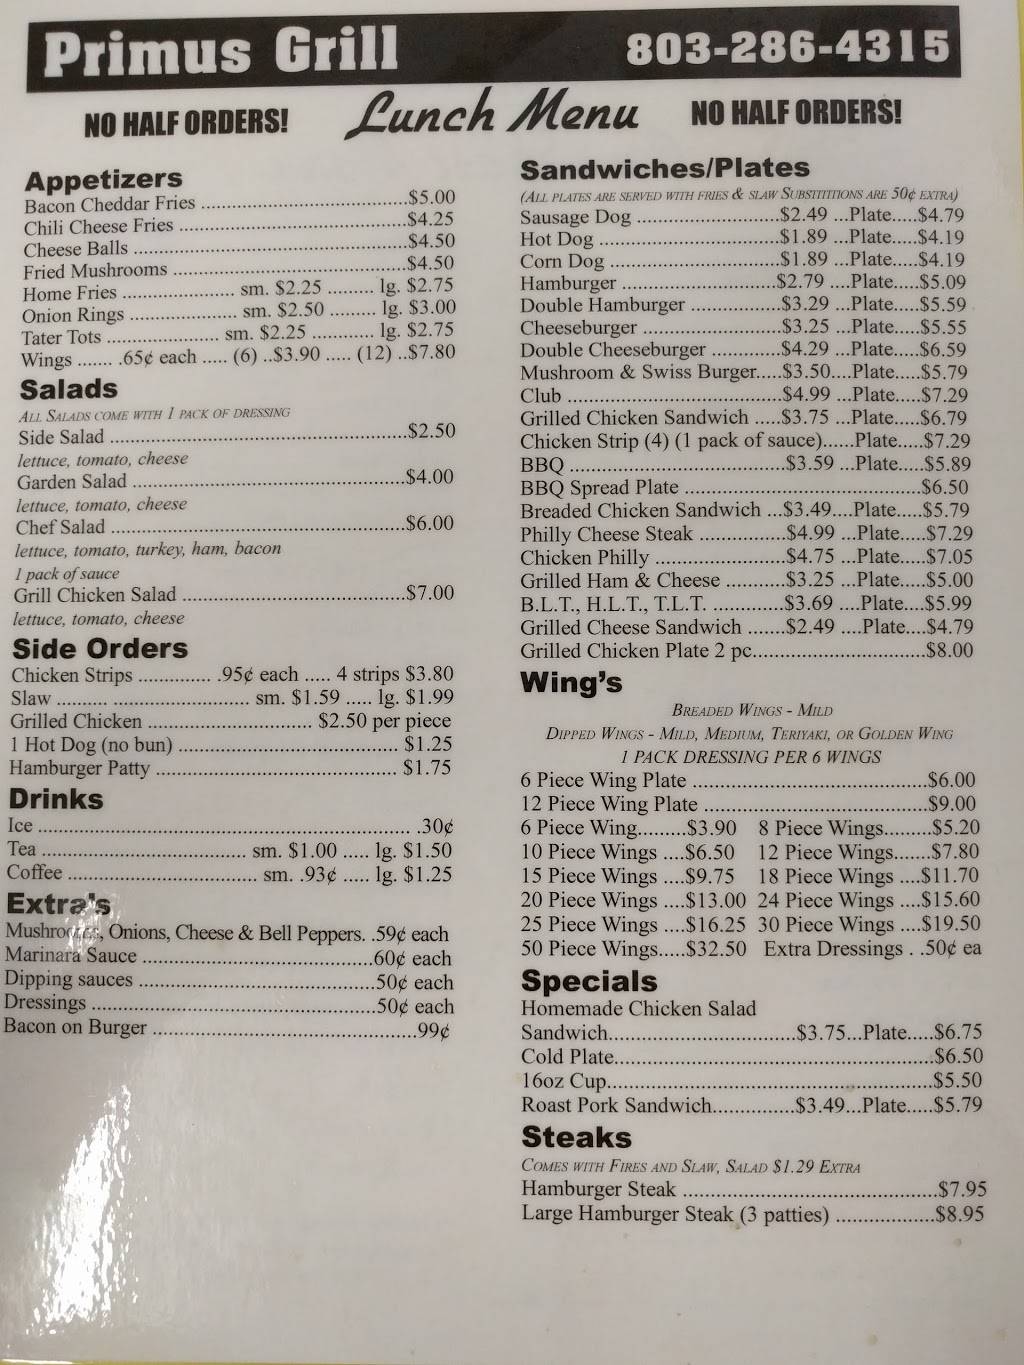 Primus Grill 803-286-4315
NO HALF ORDERS! Lunch Menu NO HALF ORDERS!
Appetizers
Bacon Cheddar Fries ....................................$5.00
Chili Cheese Fries ........................................$4.25
Cheese Balls .................................................$4.50
Fried Mushrooms .........................................$4.50
Home Fries ..................... sm. $2.25 ......... lg. $2.75
Onion Rings ................... sm. $2.50 ......... lg. $3.00
Tater Tots .................... sm. $2.25 ............ lg. $2.75
Wings ....... .65¢ each ..... (6) ..$3.90 ..... (12) ..$7.80
Salads
ALL SALADS COME WITH 1 PACK OF DRESSING
Side Salad .....................................................$2.50
lettuce, tomato, cheese
Garden Salad .................................................$4.00
lettuce, tomato, cheese
Chef Salad .....................................................$6.00
lettuce, tomato, turkey, ham, bacon
1 pack of sauce
Grill Chicken Salad ........................................$7.00
lettuce, tomato, cheese
Side Orders
Chicken Strips ............. .95¢ each ..... 4 strips $3.80
Slaw .......... ........................ sm. $1.59 ..... lg. $1.99
Grilled Chicken .............................. $2.50 per piece
1 Hot Dog (no bun) ........................................ $1.25
Hamburger Patty ............................................ $1.75
Drinks
Ice .................................................................... .30¢
Tea ..................................... sm. $1.00 ..... lg. $1.50
Coffee .................................. sm. .93¢ ..... lg. $1.25
Extra's
Mushrooms, Onions, Cheese & Bell Peppers. .59¢ each
Marinara Sauce .........................................60¢ each
Dipping sauces ..........................................50¢ each
Dressings ...................................................50¢ each
Bacon on Burger ...............................................99¢
Sandwiches/Plates
(ALL PLATES ARE SERVED WITH FRIES & SLAW SUBSTITITIONS ARE 50¢ EXTRA)
Sausage Dog ..........................$2.49 ...Plate.....$4.79
Hot Dog .................................$1.89 ...Plate.....$4.19
Corn Dog ...............................$1.89 ...Plate.....$4.19
Hamburger ............................$2.79 ....Plate.....$5.09
Double Hamburger ................$3.29 ...Plate.....$5.59
Cheeseburger .........................$3.25 ...Plate.....$5.55
Double Cheeseburger ............$4.29 ...Plate.....$6.59
Mushroom & Swiss Burger.....$3.50....Plate.....$5.79
Club .......................................$4.99 ...Plate.....$7.29
Grilled Chicken Sandwich .....$3.75 ...Plate.....$6.79
Chicken Strip (4) (1 pack of sauce)......Plate.....$7.29
BBQ .......................................$3.59 ...Plate.....$5.89
BBQ Spread Plate ...........................................$6.50
Breaded Chicken Sandwich ...$3.49....Plate.....$5.79
Philly Cheese Steak ...............$4.99 ...Plate.....$7.29
Chicken Philly ........................$4.75 ...Plate.....$7.05
Grilled Ham & Cheese ...........$3.25 ...Plate.....$5.00
B.L.T., H.L.T., T.L.T. .............$3.69 ....Plate....$5.99
Grilled Cheese Sandwich .......$2.49 ....Plate....$4.79
Grilled Chicken Plate 2 pc...............................$8.00
Wing's
BREADED WINGS - MILD
DIPPED WINGS - MILD, MEDIUM, TERIYAKI, OR GOLDEN WING
1 PACK DRESSING PER 6 WINGS
6 Piece Wing Plate ...........................................$6.00
12 Piece Wing Plate .........................................$9.00
6 Piece Wing.........$3.90 8 Piece Wings.........$5.20
10 Piece Wings ....$6.50 12 Piece Wings.......$7.80
15 Piece Wings ....$9.75 18 Piece Wings ....$11.70
20 Piece Wings ....$13.00 24 Piece Wings ....$15.60
25 Piece Wings ....$16.25 30 Piece Wings ....$19.50
50 Piece Wings.....$32.50 Extra Dressings . .50¢ ea
Specials
Homemade Chicken Salad
Sandwich..................................$3.75...Plate.....$6.75
Cold Plate.........................................................$6.50
16oz Cup..........................................................$5.50
Roast Pork Sandwich...............$3.49...Plate.....$5.79
Steaks
COMES WITH FIRES AND SLAW, SALAD $1.29 EXTRA
Hamburger Steak .............................................$7.95
Large Hamburger Steak (3 patties) ..................$8.95